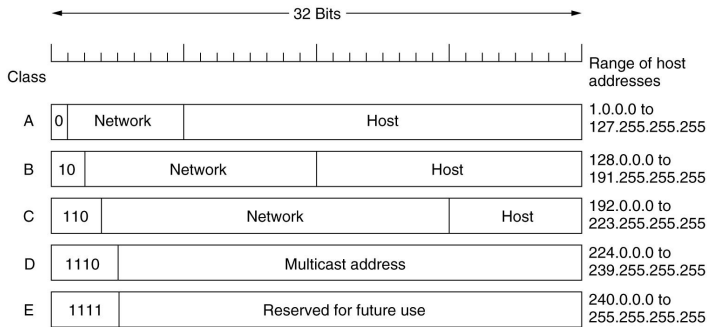 32 Bits
Class
Range of host
addresses
A 0 Network Host 1.0.0.0 to
127.255.255.255
B 10 Network Host 128.0.0.0 to
191.255.255.255
C 110 Network Host 192.0.0.0 to
223.255.255.255
D 1110 Multicast address 224.0.0.0 to
239.255.255.255
E 1111 Reserved for future use 240.0.0.0 to
255.255.255.255